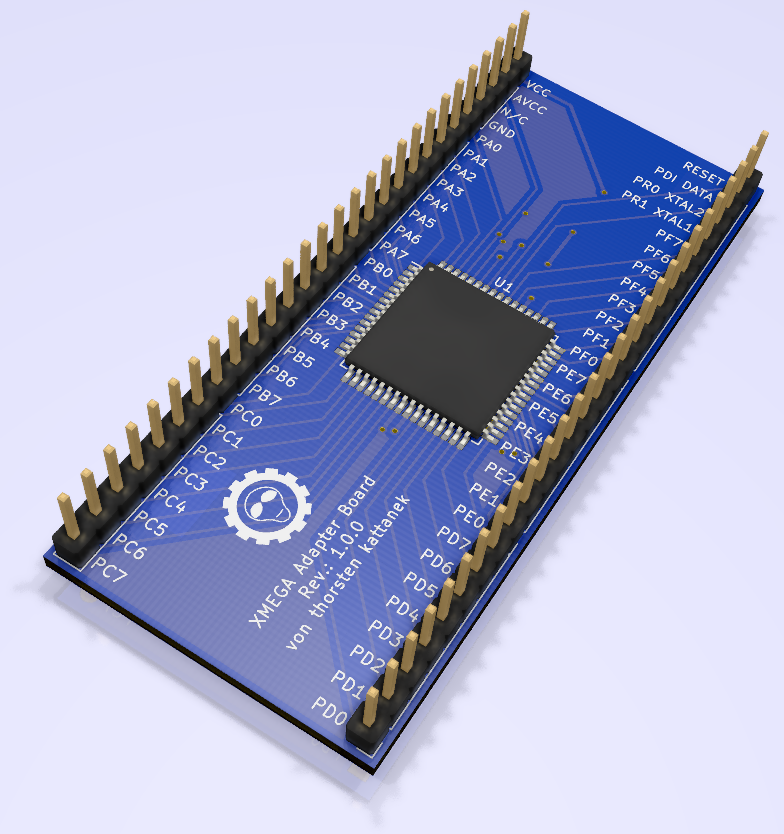 VCC
AVCC
N/C
GND
PA0
PA1
PA2
PA3
PA4
PA5
PA6
PA7
PB0
PB1
PB2
PB3
PB4
PB5
PB6
PB7
PC0
PC1
PC2
PC3
PC4
PC5
PC6
PC7
RESET
PDI DATA
PR0 XTAL2
PR1 XTAL1
PF7
PF6
PF5
PF4
PF3
PF2
PF1
PF0
PE7
PE6
PE5
PE4
PE3
PE2
PE1
PE0
PD7
PD6
PD5
PD4
PD3
PD2
PD1
PD0
U1
XMEGA Adapter Board
Rev.: 1.0.0
von thorsten kattanek